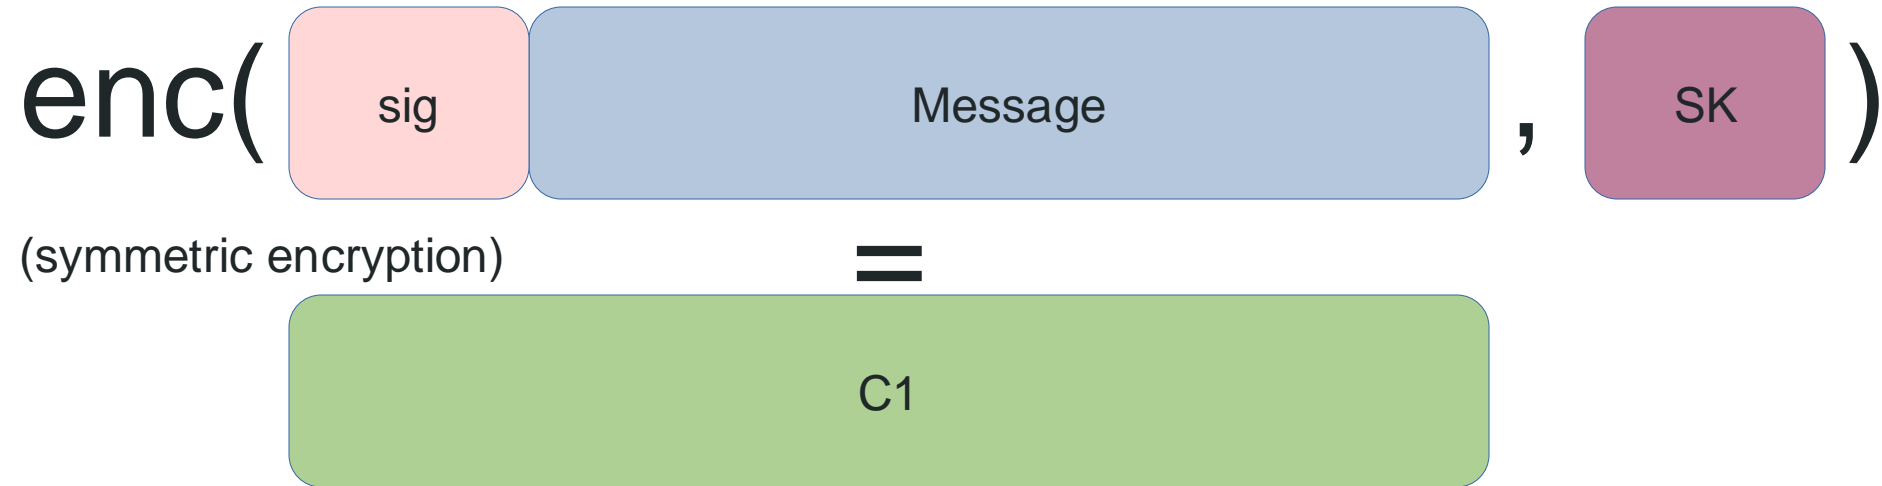 enc( sig Message , SK )
(symmetric encryption) =
C1